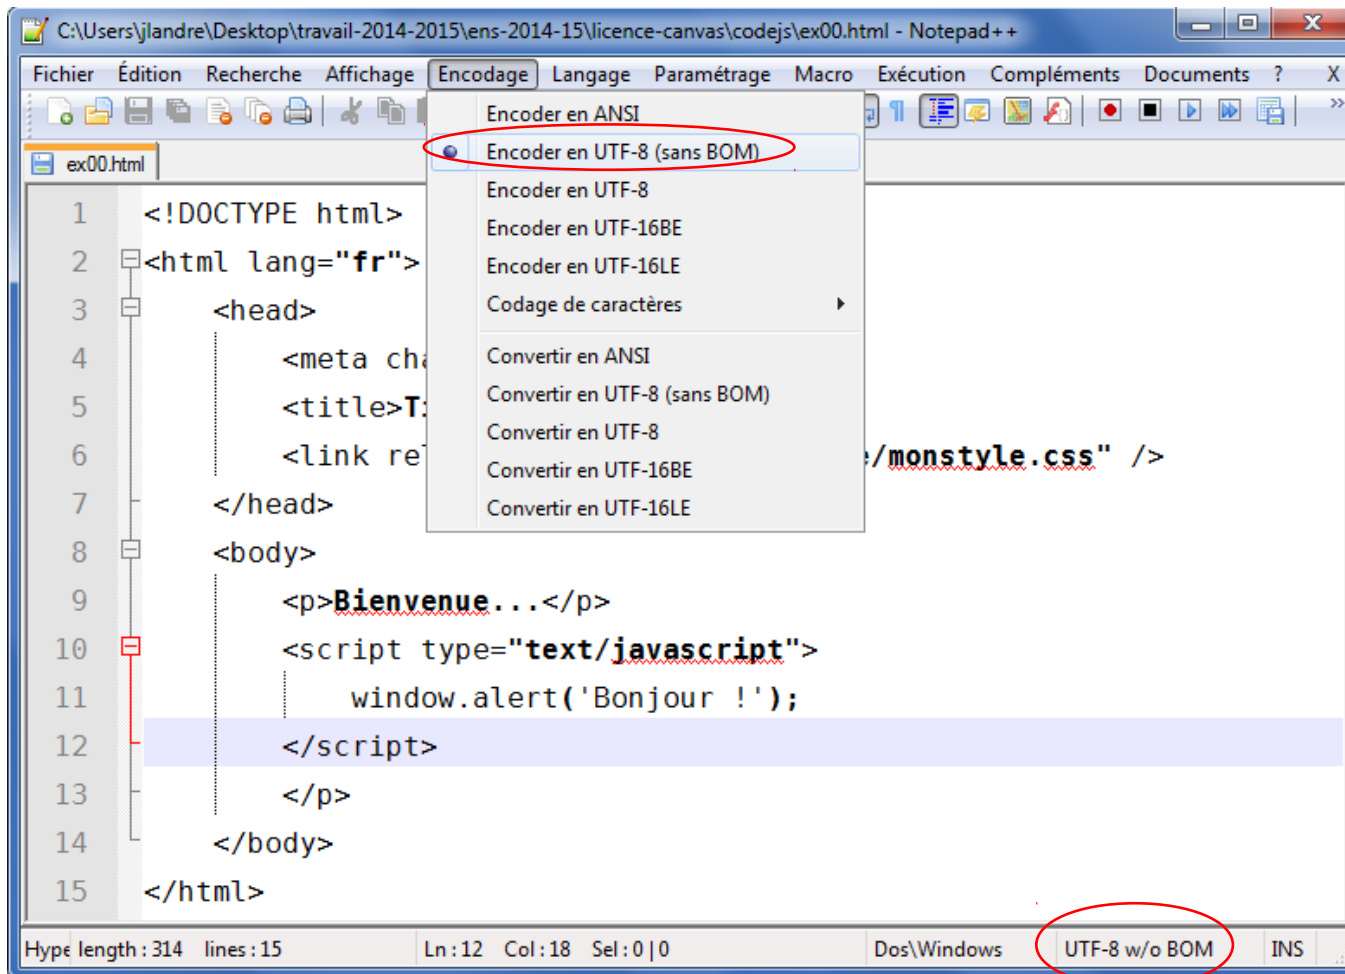 C:\Users\jlandre\Desktop\travail-2014-2015\ens-2014-15\licence-canvas\codejs\ex00.html - Notepad++
Fichier Édition Recherche Affichage Encodage Langage Paramétrage Macro Exécution Compléments Documents ? X
ex00.html
Encoder en ANSI
Encoder en UTF-8 (sans BOM)
Encoder en UTF-8
Encoder en UTF-16BE
Encoder en UTF-16LE
Codage de caractères
Convertir en ANSI
Convertir en UTF-8 (sans BOM)
Convertir en UTF-8
Convertir en UTF-16BE
Convertir en UTF-16LE
1 <!DOCTYPE html>
2 <html lang="fr">
3 <head>
4 <meta cha
5 <title>T
6 <link rel /monstyle.css" />
7 </head>
8 <body>
9 <p>Bienvenue...</p>
10 <script type="text/javascript">
11 window.alert('Bonjour !');
12 </script>
13 </p>
14 </body>
15 </html>
Hype length : 314 lines : 15 Ln : 12 Col : 18 Sel : 0 | 0 Dos\Windows UTF-8 w/o BOM INS